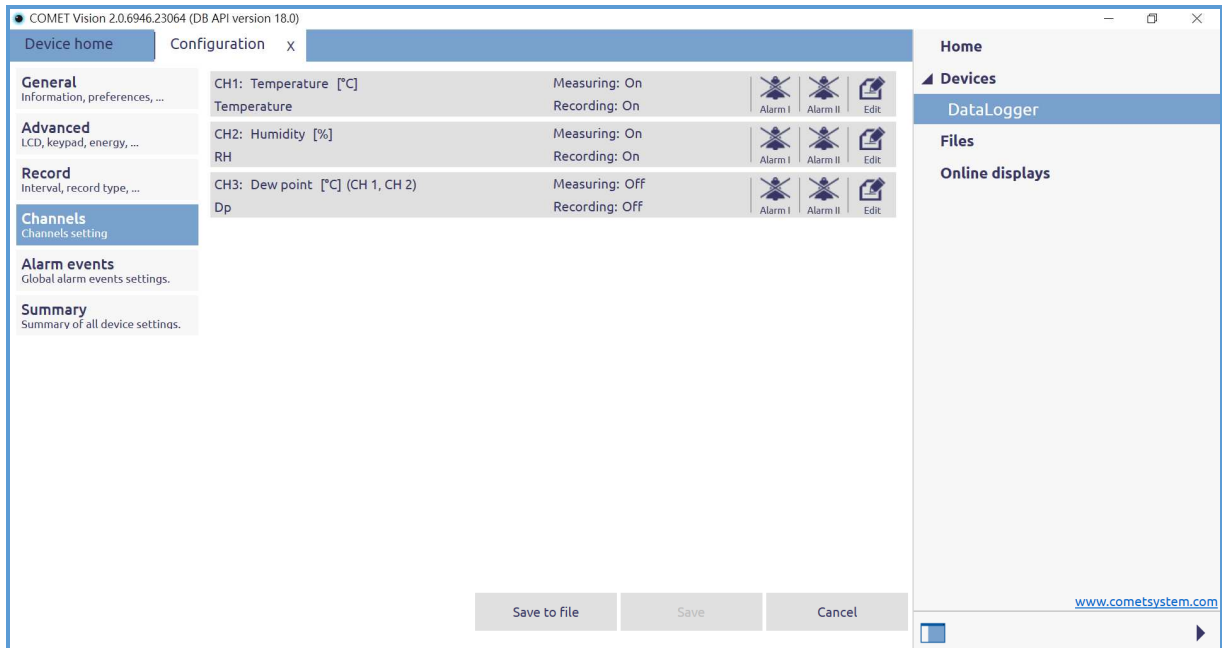 COMET Vision 2.0.6946.23064 (DB API version 18.0)
Device home
Configuration x
General
Information, preferences, ...
Advanced
LCD, keypad, energy, ...
Record
Interval, record type, ...
Channels
Channels setting
Alarm events
Global alarm events settings.
Summary
Summary of all device settings.
CH1: Temperature [°C]
Temperature
Measuring: On
Recording: On
Alarm I
Alarm II
Edit
CH2: Humidity [%]
RH
Measuring: On
Recording: On
Alarm I
Alarm II
Edit
CH3: Dew point [°C] (CH 1, CH 2)
Dp
Measuring: Off
Recording: Off
Alarm I
Alarm II
Edit
Save to file
Save
Cancel
Home
Devices
DataLogger
Files
Online displays
www.cometsystem.com